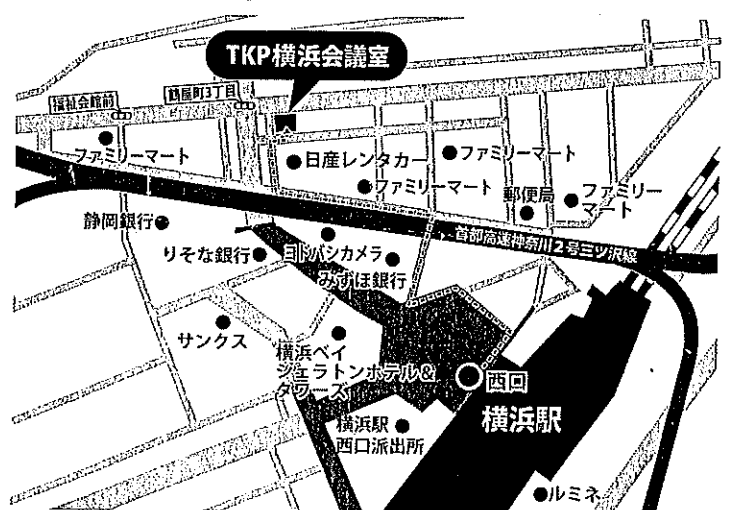 TKP横浜会議室
福祉会館前
鶴屋町3丁目
ファミリーマート
日産レンタカー
ファミリーマート
ファミリーマート
郵便局
ファミリー
マート
静岡銀行
りそな銀行
ヨドバシカメラ
みずほ銀行
首都高速神奈川2号三ツ沢線
サンクス
横浜ベイ
シェラトンホテル&
タワーズ
西口
横浜駅
横浜駅
西口派出所
ルミネ